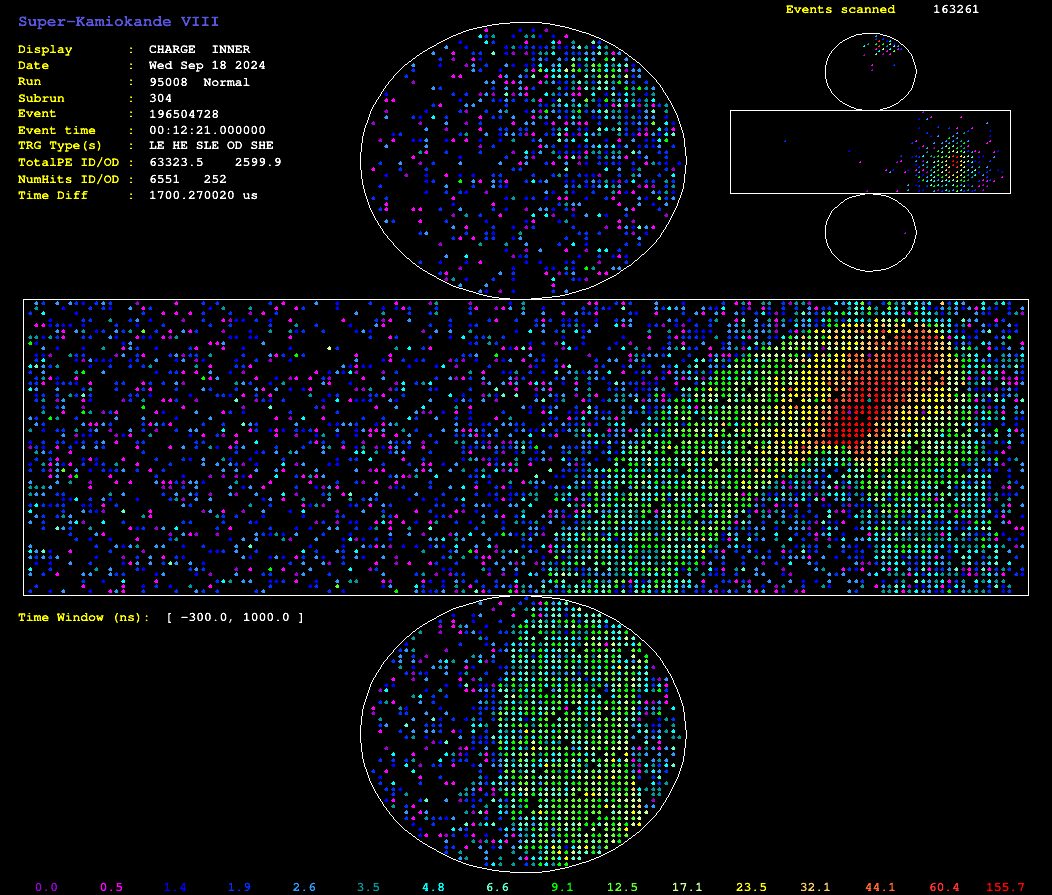 Super-Kamiokande VIII
Events scanned 163261
Display : CHARGE INNER
Date : Wed Sep 18 2024
Run : 95008 Normal
Subrun : 304
Event : 196504728
Event time : 00:12:21.000000
TRG Type(s) : LE HE SLE OD SHE
TotalPE ID/OD : 63323.5 2599.9
NumHits ID/OD : 6551 252
Time Diff : 1700.270020 us
Time Window (ns): [ -300.0, 1000.0 ]
0.0 0.5 1.4 1.9 2.6 3.5 4.8 6.6 9.1 12.5 17.1 23.5 32.1 44.1 60.4 155.7